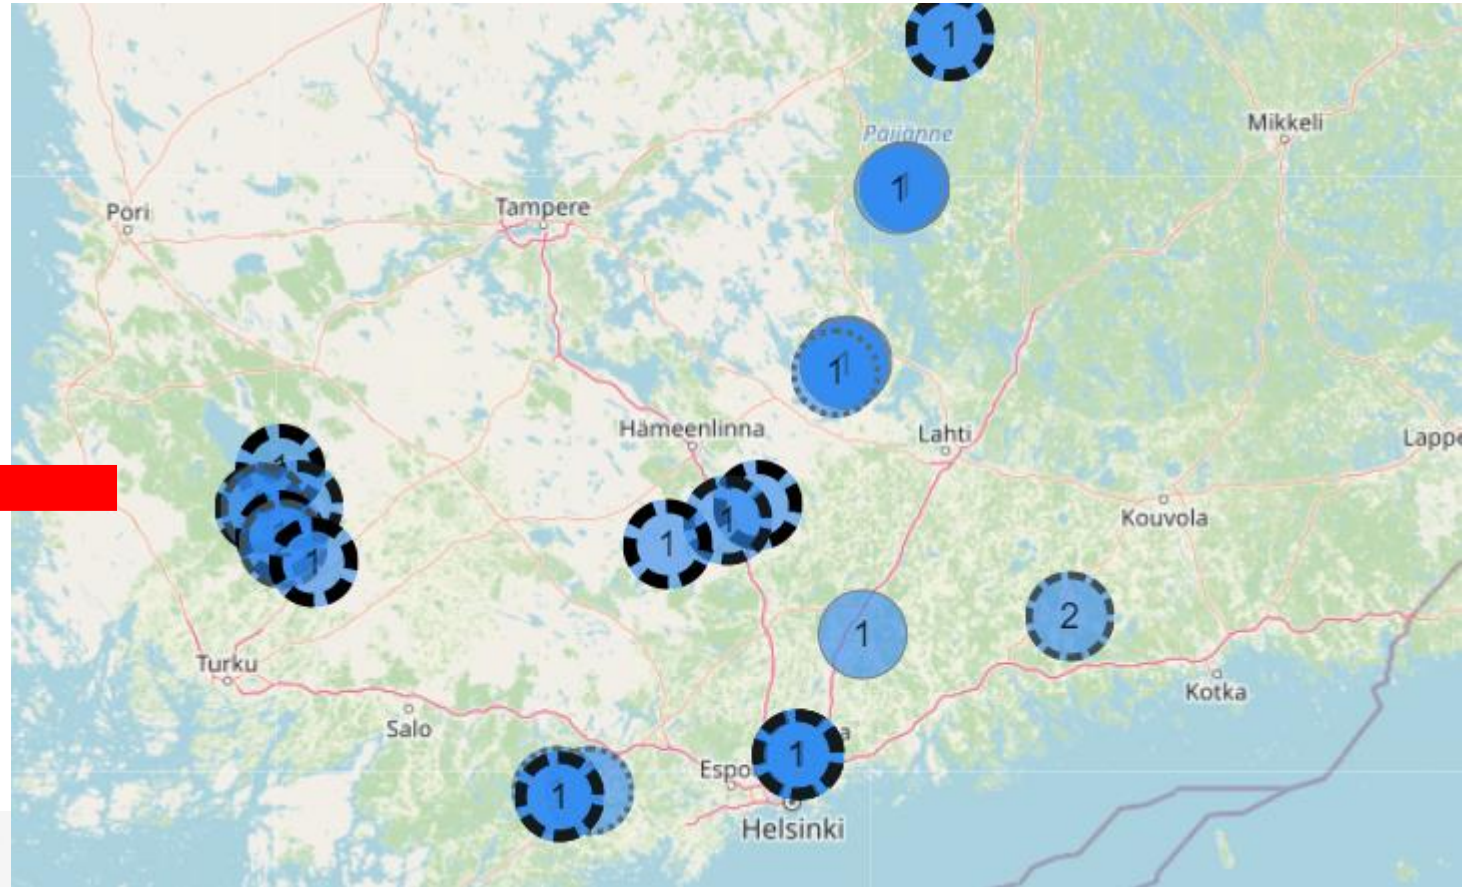 1
Mikkeli
Päijänne
1
Pori
Tampere
1
Hämeenlinna
Lahti
Lappe
1
Kouvola
1
1
1
1
2
Turku
Kotka
Salo
1
a
Espo
1
Helsinki